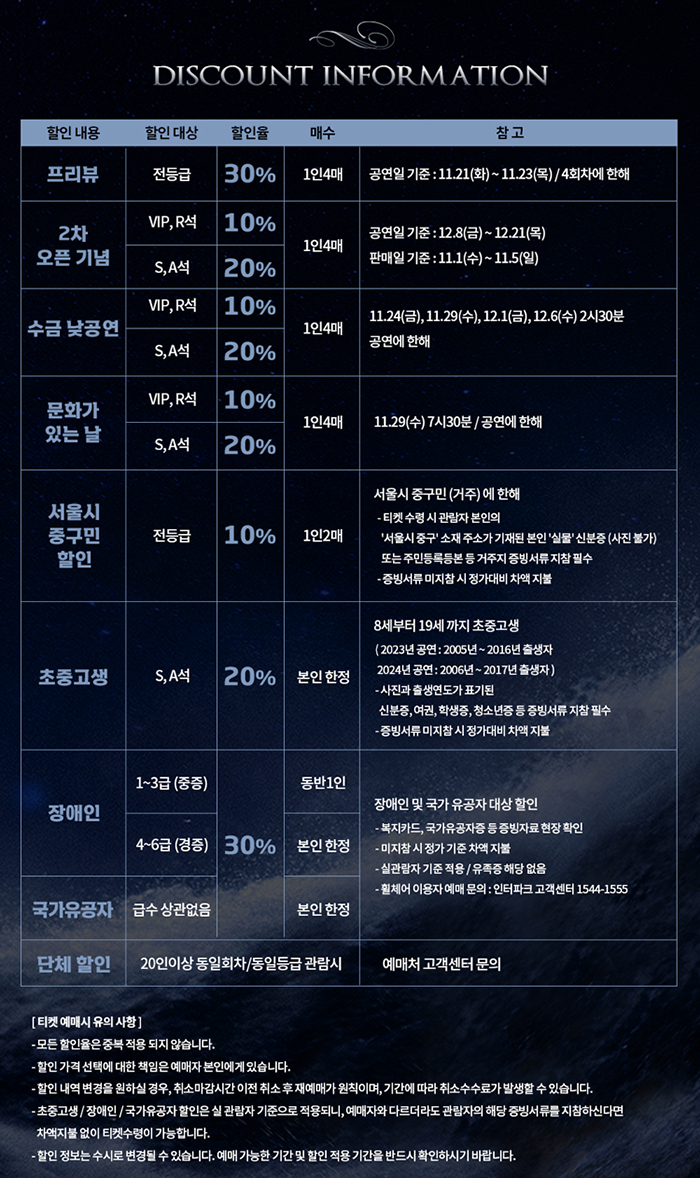 DISCOUNT INFORMATION
할인 내용 할인 대상 할인율 매수 참 고
프리뷰 전등급 30% 1인4매 공연일 기준 : 11.21(화) ~ 11.23(목) / 4회차에 한해
2차
오픈 기념
VIP, R석 10%
S, A석 20%
1인4매
공연일 기준 : 12.8(금) ~ 12.21(목)
판매일 기준 : 11.1(수) ~ 11.5(일)
수금 낮공연
VIP, R석 10%
S, A석 20%
1인4매
11.24(금), 11.29(수), 12.1(금), 12.6(수) 2시30분
공연에 한해
문화가
있는 날
VIP, R석 10%
S, A석 20%
1인4매
11.29(수) 7시30분 / 공연에 한해
서울시
중구민
할인
전등급 10% 1인2매
서울시 중구민 (거주) 에 한해
- 티켓 수령 시 관람자 본인의
'서울시 중구' 소재 주소가 기재된 본인 '실물' 신분증 (사진 불가)
또는 주민등록등본 등 거주지 증빙서류 지참 필수
- 증빙서류 미지참 시 정가대비 차액 지불
초중고생 S, A석 20% 본인 한정
8세부터 19세 까지 초중고생
( 2023년 공연 : 2005년 ~ 2016년 출생자
2024년 공연 : 2006년 ~ 2017년 출생자 )
- 사진과 출생연도가 표기된
신분증, 여권, 학생증, 청소년증 등 증빙서류 지참 필수
- 증빙서류 미지참 시 정가대비 차액 지불
장애인
1~3급 (중증) 동반1인
4~6급 (경증) 30% 본인 한정
국가유공자 급수 상관없음 본인 한정
장애인 및 국가 유공자 대상 할인
- 복지카드, 국가유공자증 등 증빙자료 현장 확인
- 미지참 시 정가 기준 차액 지불
- 실관람자 기준 적용 / 유족증 해당 없음
- 휠체어 이용자 예매 문의 : 인터파크 고객센터 1544-1555
단체 할인 20인이상 동일회차/동일등급 관람시 예매처 고객센터 문의
[ 티켓 예매시 유의 사항 ]
- 모든 할인율은 중복 적용 되지 않습니다.
- 할인 가격 선택에 대한 책임은 예매자 본인에게 있습니다.
- 할인 내역 변경을 원하실 경우, 취소마감시간 이전 취소 후 재예매가 원칙이며, 기간에 따라 취소수수료가 발생할 수 있습니다.
- 초중고생 / 장애인 / 국가유공자 할인은 실 관람자 기준으로 적용되니, 예매자와 다르더라도 관람자의 해당 증빙서류를 지참하신다면
차액지불 없이 티켓수령이 가능합니다.
- 할인 정보는 수시로 변경될 수 있습니다. 예매 가능한 기간 및 할인 적용 기간을 반드시 확인하시기 바랍니다.